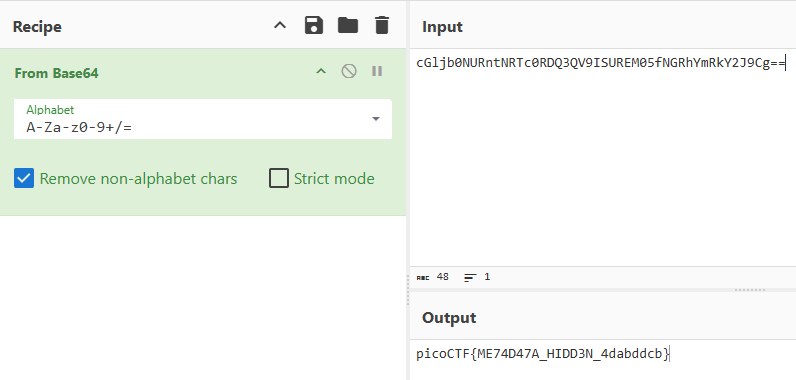 Recipe
From Base64
Alphabet
A-Za-z0-9+/=
Remove non-alphabet chars
Strict mode
Input
cGljb0NURntNRTc0RDQ3QV9ISUREM05fNGRhYmRkY2J9Cg==
ABC 48 1
Output
picoCTF{ME74D47A_HIDD3N_4dabddcb}